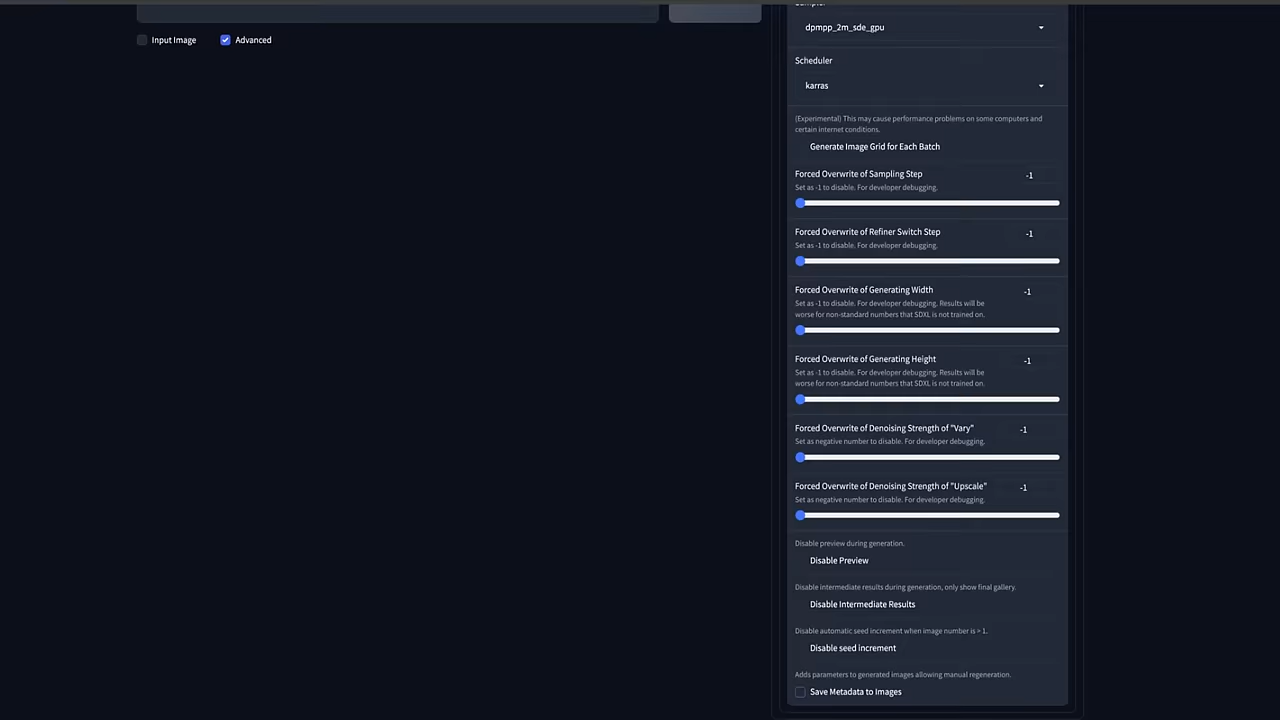 Input Image
Advanced
dpmpp_2m_sde_gpu
Scheduler
karras
(Experimental) This may cause performance problems on some computers and
certain internet conditions.
Generate Image Grid for Each Batch
Forced Overwrite of Sampling Step
-1
Set as -1 to disable. For developer debugging.
Forced Overwrite of Refiner Switch Step
-1
Set as -1 to disable. For developer debugging.
Forced Overwrite of Generating Width
-1
Set as -1 to disable. For developer debugging. Results will be
worse for non-standard numbers that SDXL is not trained on.
Forced Overwrite of Generating Height
-1
Set as -1 to disable. For developer debugging. Results will be
worse for non-standard numbers that SDXL is not trained on.
Forced Overwrite of Denoising Strength of "Vary"
-1
Set as negative number to disable. For developer debugging.
Forced Overwrite of Denoising Strength of "Upscale"
-1
Set as negative number to disable. For developer debugging.
Disable preview during generation.
Disable Preview
Disable intermediate results during generation, only show final gallery.
Disable Intermediate Results
Disable automatic seed increment when image number is > 1.
Disable seed increment
Adds parameters to generated images allowing manual regeneration.
Save Metadata to Images